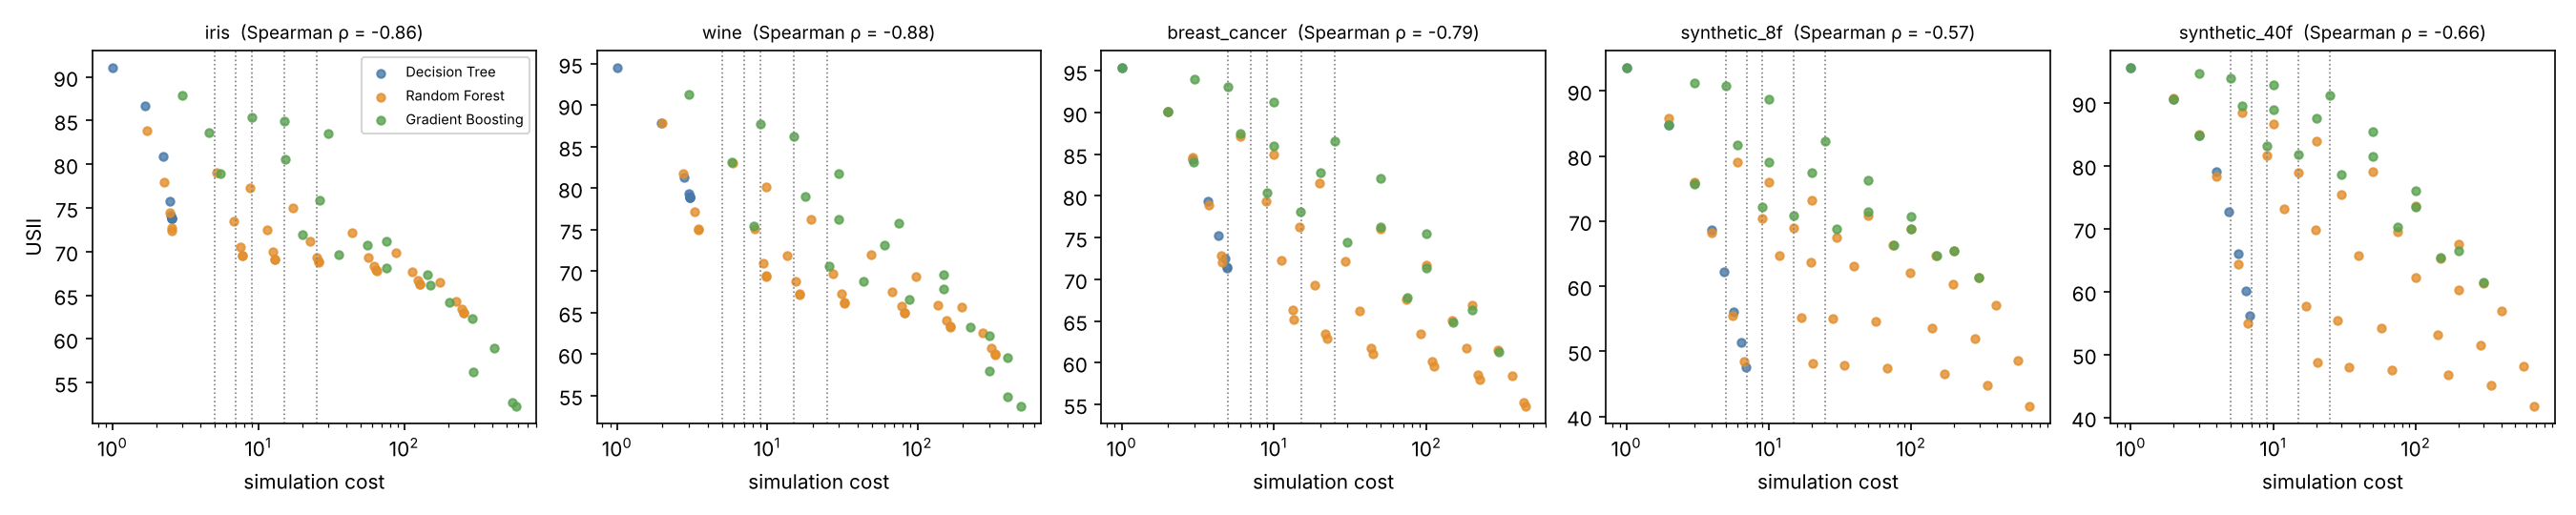 iris (Spearman ρ = -0.86)
90
85
80
75
70
65
60
55
USII
Decision Tree
Random Forest
Gradient Boosting
10⁰ 10¹ 10²
simulation cost
wine (Spearman ρ = -0.88)
95
90
85
80
75
70
65
60
55
10⁰ 10¹ 10²
simulation cost
breast_cancer (Spearman ρ = -0.79)
95
90
85
80
75
70
65
60
55
10⁰ 10¹ 10²
simulation cost
synthetic_8f (Spearman ρ = -0.57)
90
80
70
60
50
40
10⁰ 10¹ 10²
simulation cost
synthetic_40f (Spearman ρ = -0.66)
90
80
70
60
50
40
10⁰ 10¹ 10²
simulation cost